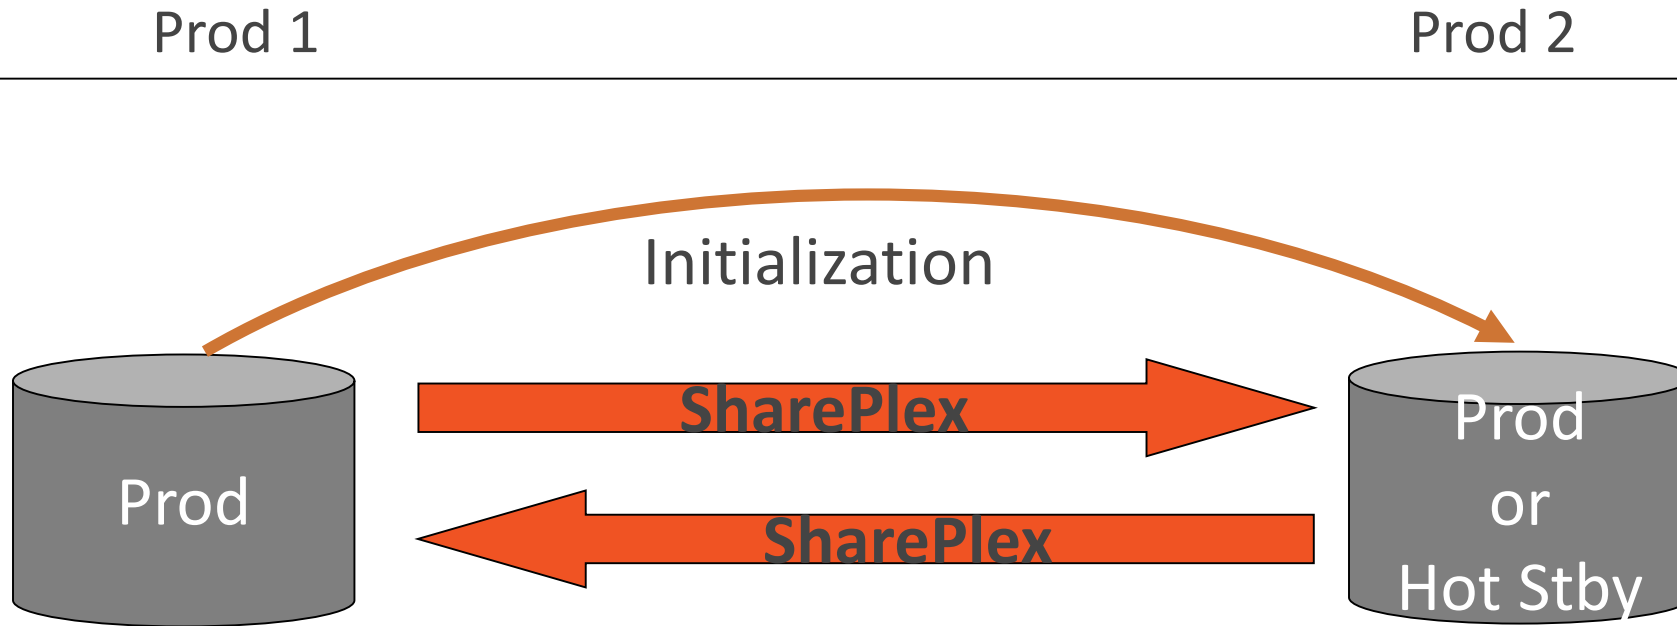 Prod 1
Prod 2
Initialization
SharePlex
Prod
Prod
or
Hot Stby
SharePlex